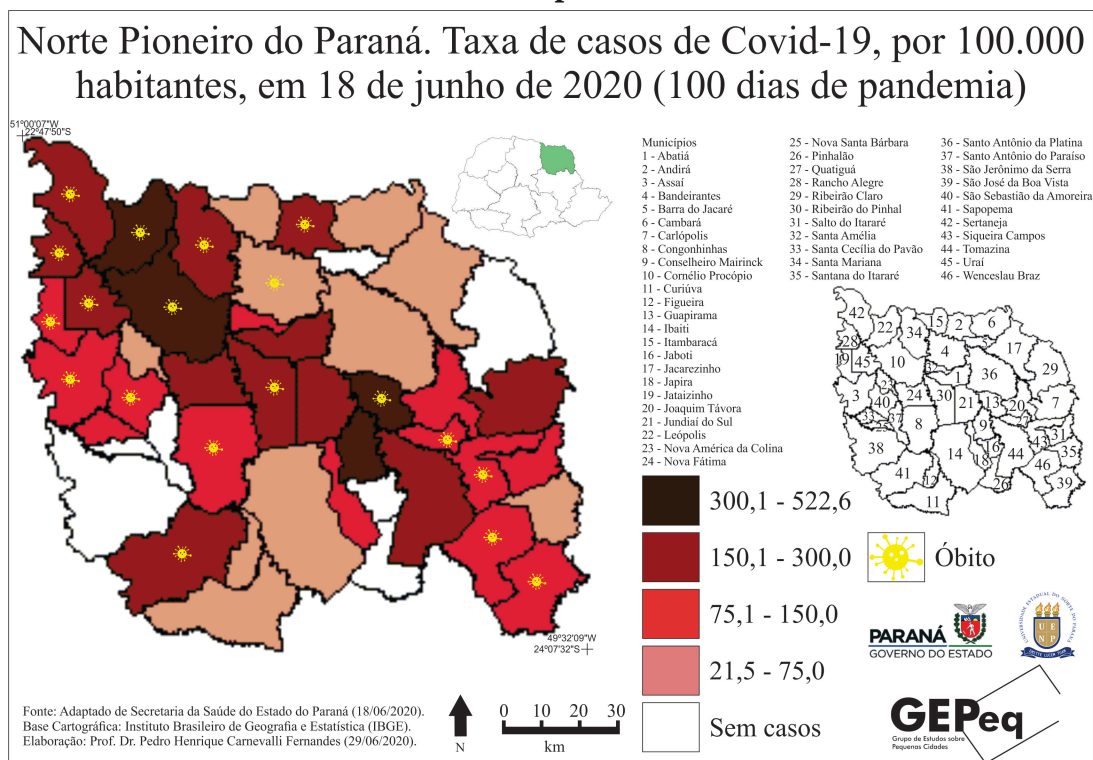 Norte Pioneiro do Paraná. Taxa de casos de Covid-19, por 100.000
habitantes, em 18 de junho de 2020 (100 dias de pandemia)
51°00'07"W
22°47'50"S
Municípios
1 - Abatiá
2 - Andirá
3 - Assaí
4 - Bandeirantes
5 - Barra do Jacaré
6 - Cambará
7 - Carlópolis
8 - Congonhinhas
9 - Conselheiro Mairinck
10 - Cornélio Procópio
11 - Curiúva
12 - Figueira
13 - Guapirama
14 - Ibaiti
15 - Itambaracá
16 - Jaboti
17 - Jacarezinho
18 - Japira
19 - Jataizinho
20 - Joaquim Távora
21 - Jundiaí do Sul
22 - Leópolis
23 - Nova América da Colina
24 - Nova Fátima
25 - Nova Santa Bárbara
26 - Pinhalão
27 - Quatiguá
28 - Rancho Alegre
29 - Ribeirão Claro
30 - Ribeirão do Pinhal
31 - Salto do Itararé
32 - Santa Amélia
33 - Santa Cecília do Pavão
34 - Santa Mariana
35 - Santana do Itararé
36 - Santo Antônio da Platina
37 - Santo Antônio do Paraíso
38 - São Jerônimo da Serra
39 - São José da Boa Vista
40 - São Sebastião da Amoreira
41 - Sapopema
42 - Sertaneja
43 - Siqueira Campos
44 - Tomazina
45 - Uraí
46 - Wenceslau Braz
42
22
34
15
2
6
28
19
45
10
4
17
29
1
36
3
40
24
30
21
13
20
7
37
8
9
38
14
16
18
44
43
31
35
46
41
12
26
39
11
300,1 - 522,6
150,1 - 300,0
75,1 - 150,0
21,5 - 75,0
Sem casos
Óbito
49°32'09"W
24°07'32"S
PARANÁ
GOVERNO DO ESTADO
UNIVERSIDADE ESTADUAL DO NORTE DO PARANÁ
UENP
GEPeq
Grupo de Estudos sobre
Pequenas Cidades
Fonte: Adaptado de Secretaria da Saúde do Estado do Paraná (18/06/2020).
Base Cartográfica: Instituto Brasileiro de Geografia e Estatística (IBGE).
Elaboração: Prof. Dr. Pedro Henrique Carnevalli Fernandes (29/06/2020).
N
0 10 20 30
km